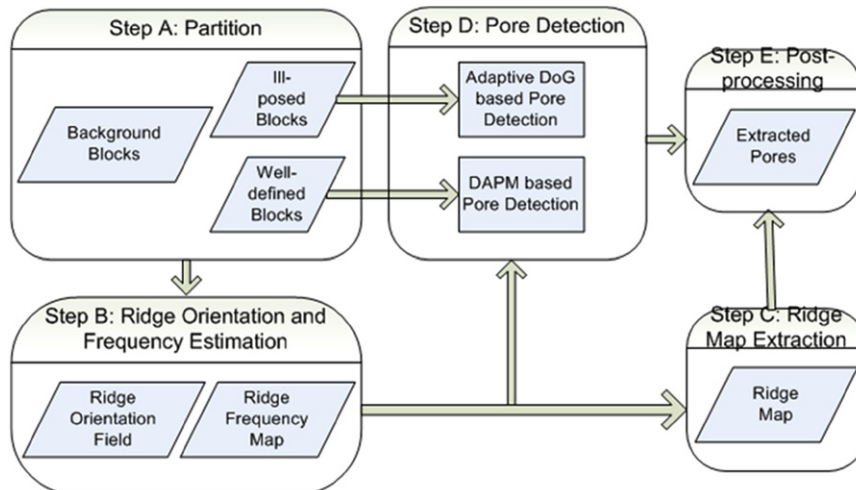 Step A: Partition
Ill-
posed
Blocks
Background
Blocks
Well-
defined
Blocks
Step D: Pore Detection
Adaptive DoG
based Pore
Detection
DAPM based
Pore Detection
Step E: Post-
processing
Extracted
Pores
Step B: Ridge Orientation and
Frequency Estimation
Ridge
Orientation
Field
Ridge
Frequency
Map
Step C: Ridge
Map Extraction
Ridge
Map